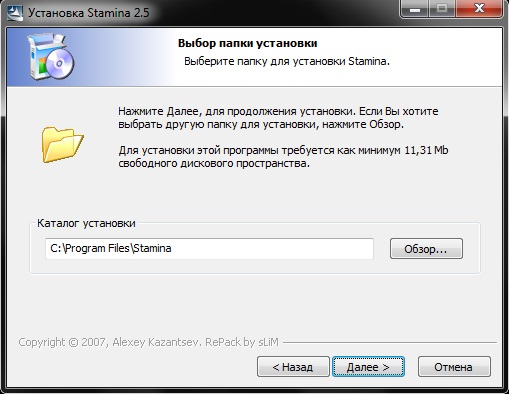 Установка Stamina 2.5
Выбор папки установки
Выберите папку для установки Stamina.
Нажмите Далее, для продолжения установки. Если Вы хотите
выбрать другую папку для установки, нажмите Обзор.
Для установки этой программы требуется как минимум 11,31 Mb
свободного дискового пространства.
Каталог установки
C:\Program Files\Stamina
Обзор...
Copyright © 2007, Alexey Kazantsev. RePack by sLiM
< Назад
Далее >
Отмена